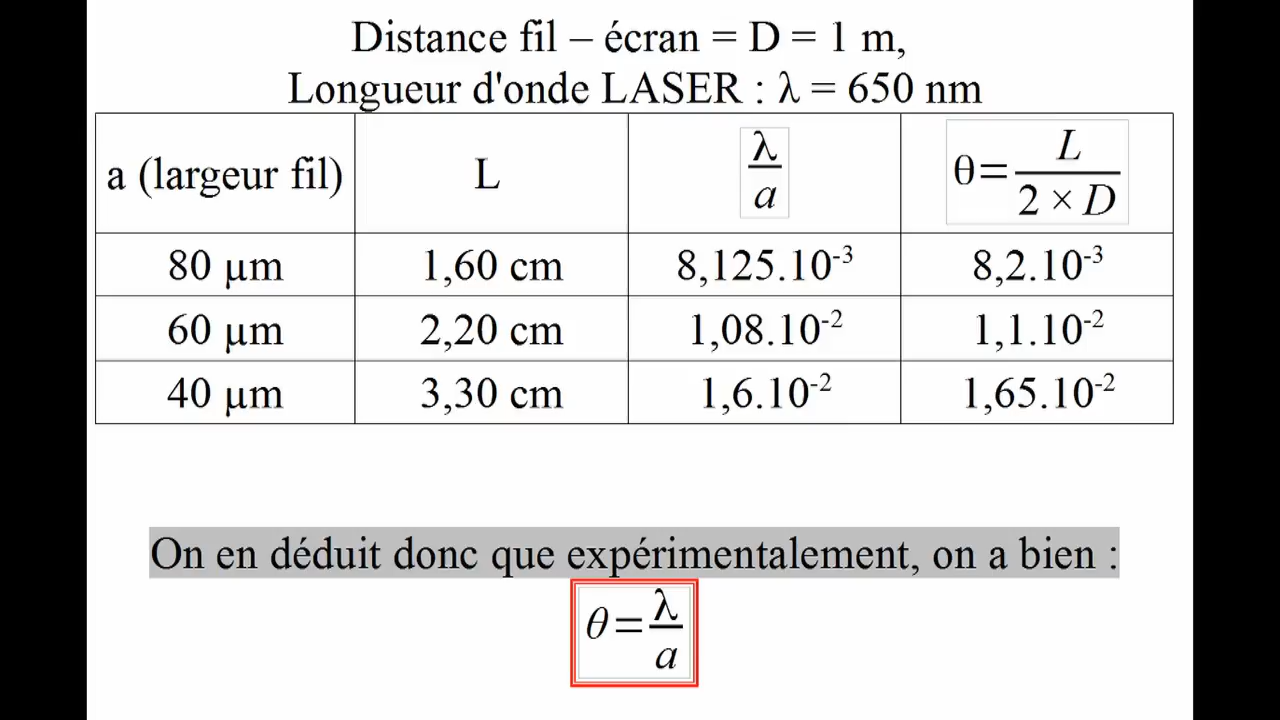 Distance fil – écran = D = 1 m,
Longueur d'onde LASER : λ = 650 nm
a (largeur fil) L λ/a θ=L/(2 × D)
80 µm 1,60 cm 8,125.10⁻³ 8,2.10⁻³
60 µm 2,20 cm 1,08.10⁻² 1,1.10⁻²
40 µm 3,30 cm 1,6.10⁻² 1,65.10⁻²
On en déduit donc que expérimentalement, on a bien :
θ=λ/a